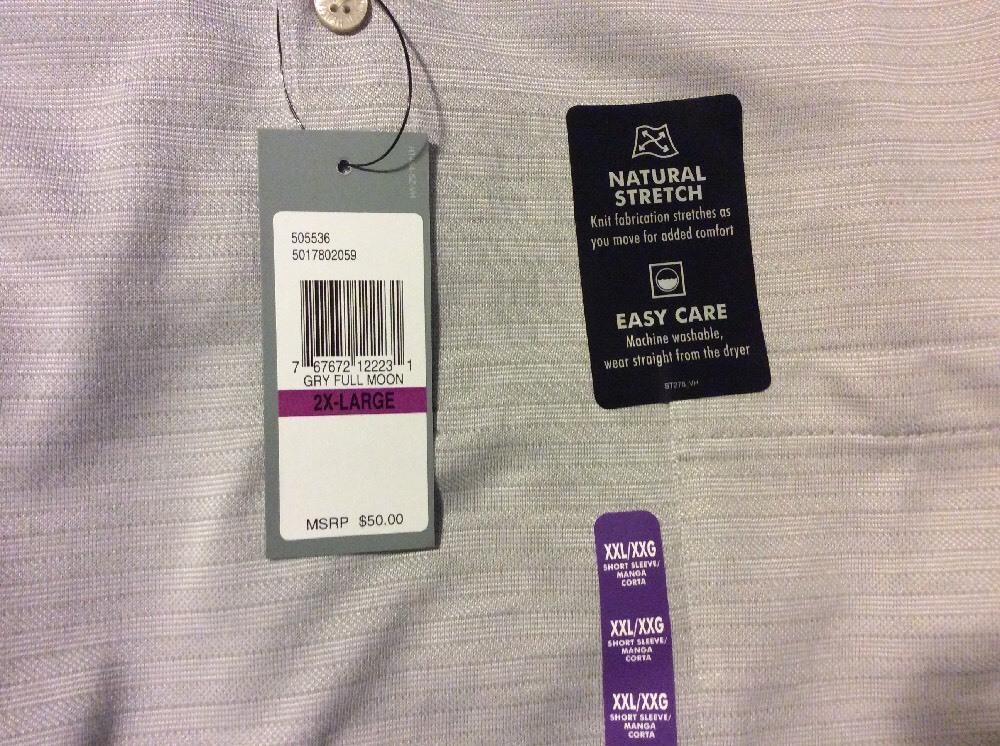 505536
5017802059
7 67672 12223 1
GRY FULL MOON
2X-LARGE
MSRP $50.00
NATURAL
STRETCH
Knit fabrication stretches as
you move for added comfort
EASY CARE
Machine washable,
wear straight from the dryer
ST276_VH
XXL/XXG
SHORT SLEEVE/
MANGA
CORTA
XXL/XXG
SHORT SLEEVE/
MANGA
CORTA
XXL/XXG
SHORT SLEEVE/
MANGA
CORTA